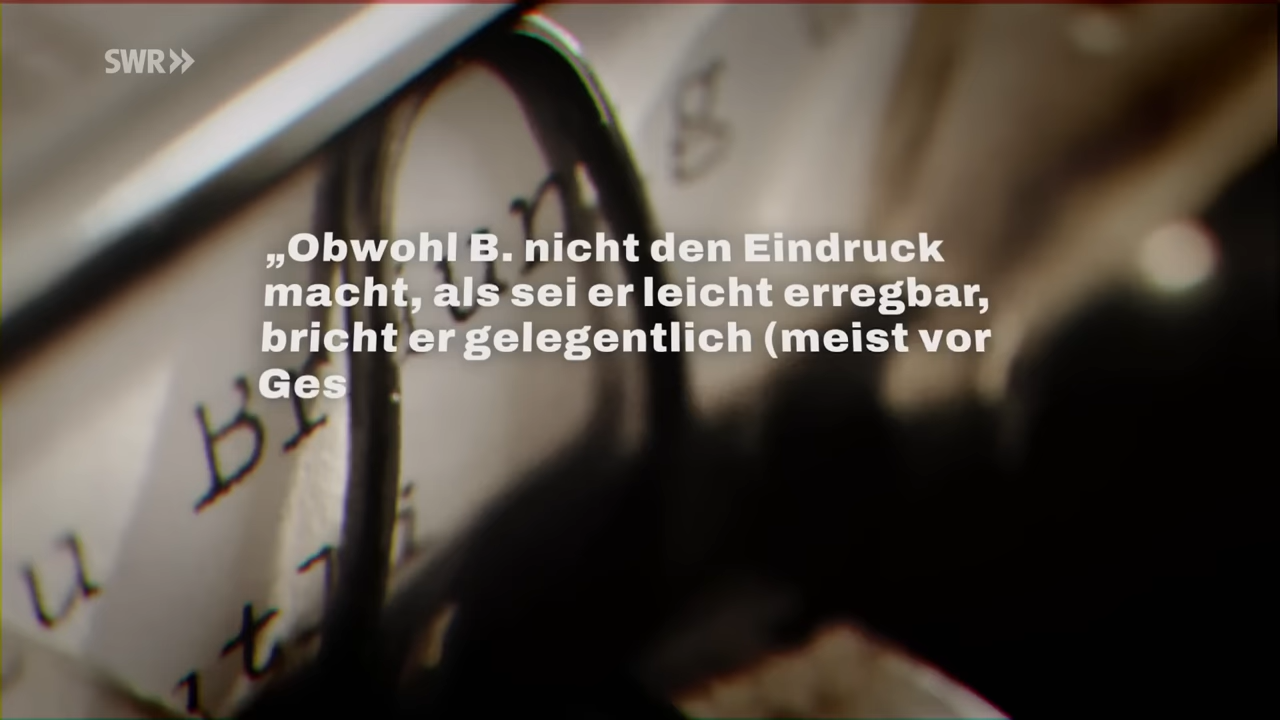 SWR
„Obwohl B. nicht den Eindruck
macht, als sei er leicht erregbar,
bricht er gelegentlich (meist vor
Ges